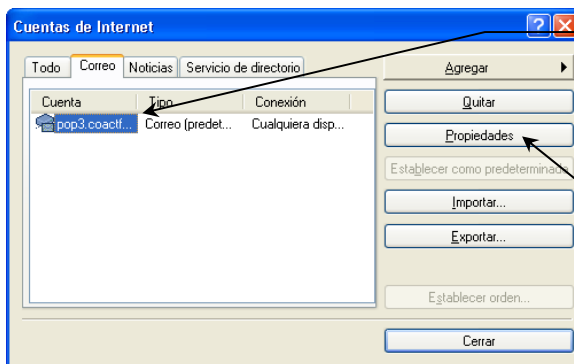 Cuentas de Internet
Todo Correo Noticias Servicio de directorio
Cuenta Tipo Conexión
pop3.coactf... Correo (predet... Cualquiera disp...
Agregar
Quitar
Propiedades
Establecer como predeterminada
Importar...
Exportar...
Establecer orden...
Cerrar